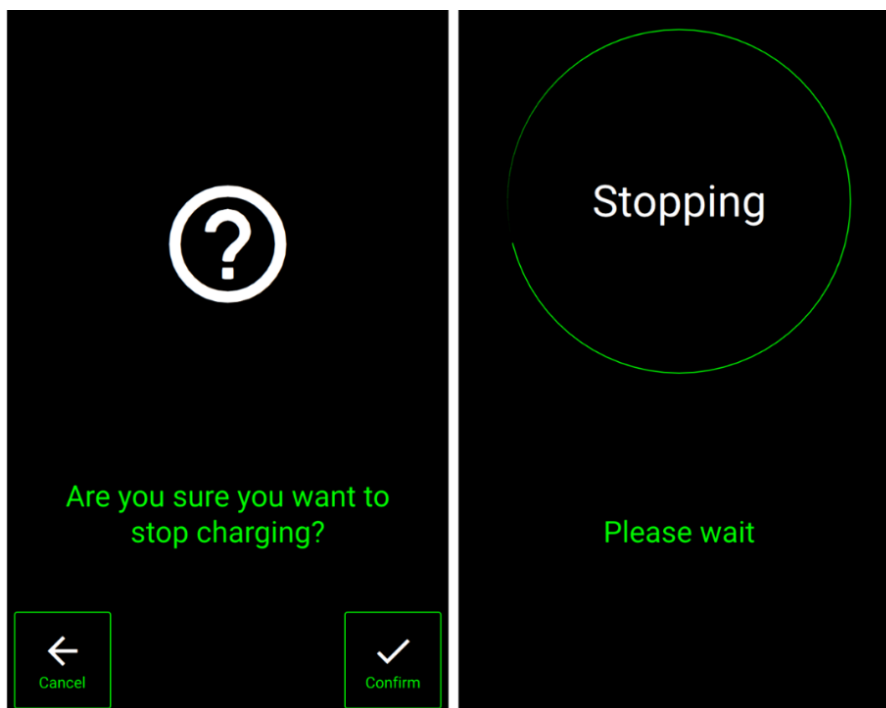 Are you sure you want to
stop charging?
Cancel
Confirm
Stopping
Please wait